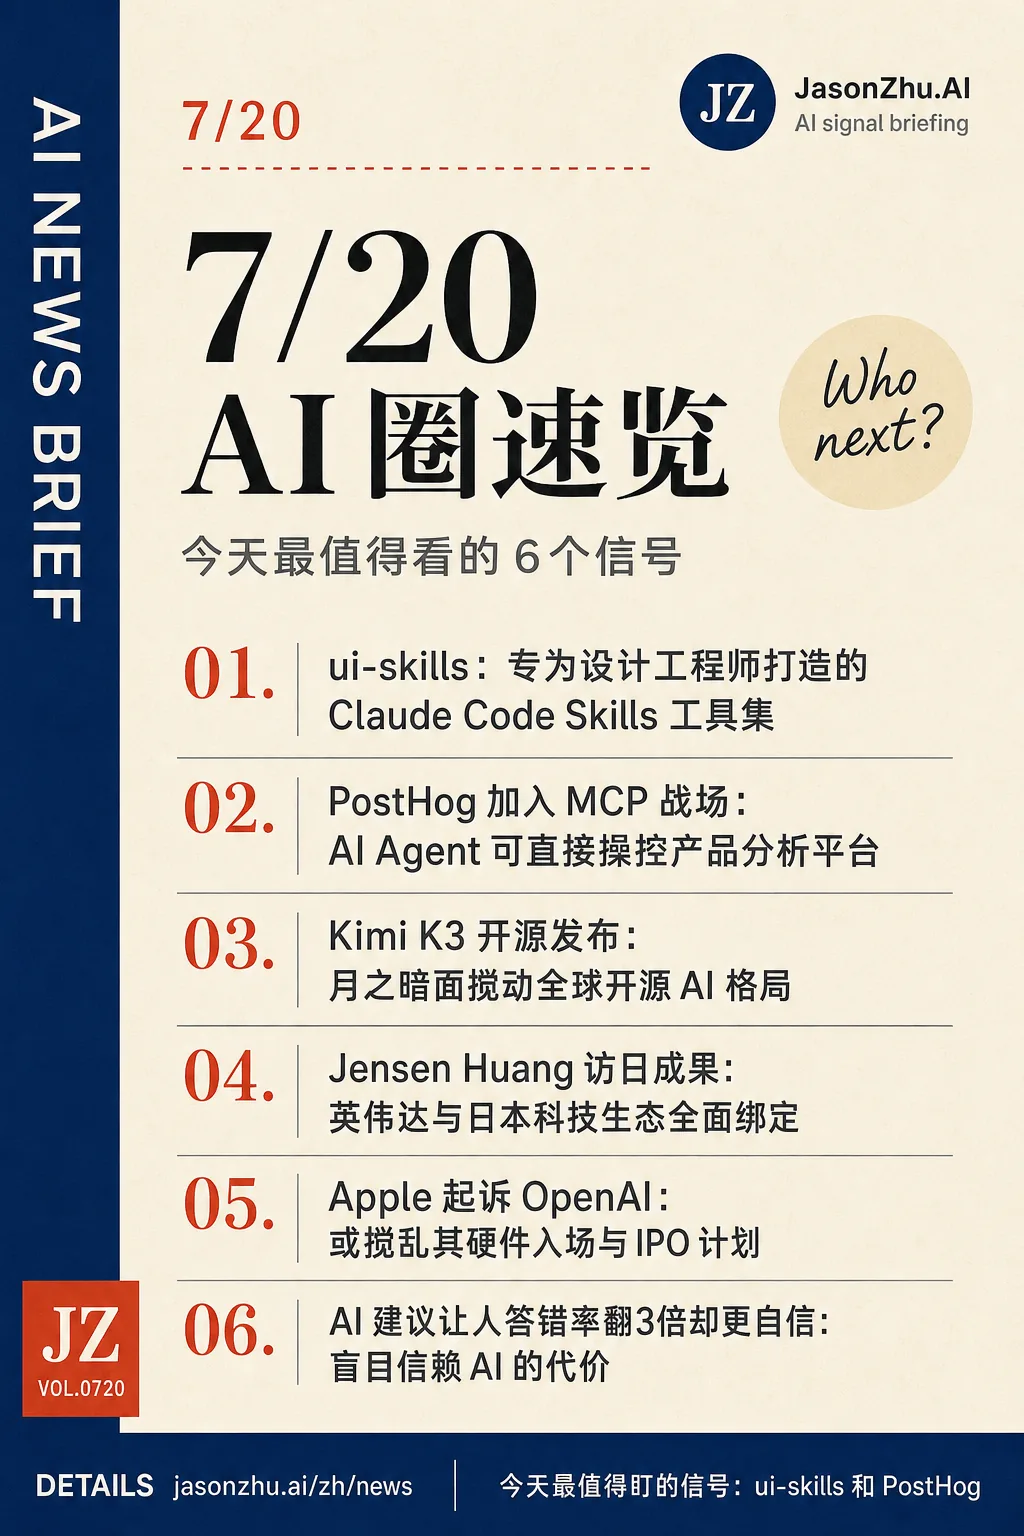 AI NEWS BRIEF
7/20
JZ
JasonZhu.AI
AI signal briefing
7/20
AI 圈速览
Who
next?
今天最值得看的 6 个信号
01.
ui-skills：专为设计工程师打造的
Claude Code Skills 工具集
02.
PostHog 加入 MCP 战场：
AI Agent 可直接操控产品分析平台
03.
Kimi K3 开源发布：
月之暗面搅动全球开源 AI 格局
04.
Jensen Huang 访日成果：
英伟达与日本科技生态全面绑定
05.
Apple 起诉 OpenAI：
或搅乱其硬件入场与 IPO 计划
06.
AI 建议让人答错率翻3倍却更自信：
盲目信赖 AI 的代价
JZ
VOL.0720
DETAILS jasonzhu.ai/zh/news
今天最值得盯的信号：ui-skills 和 PostHog